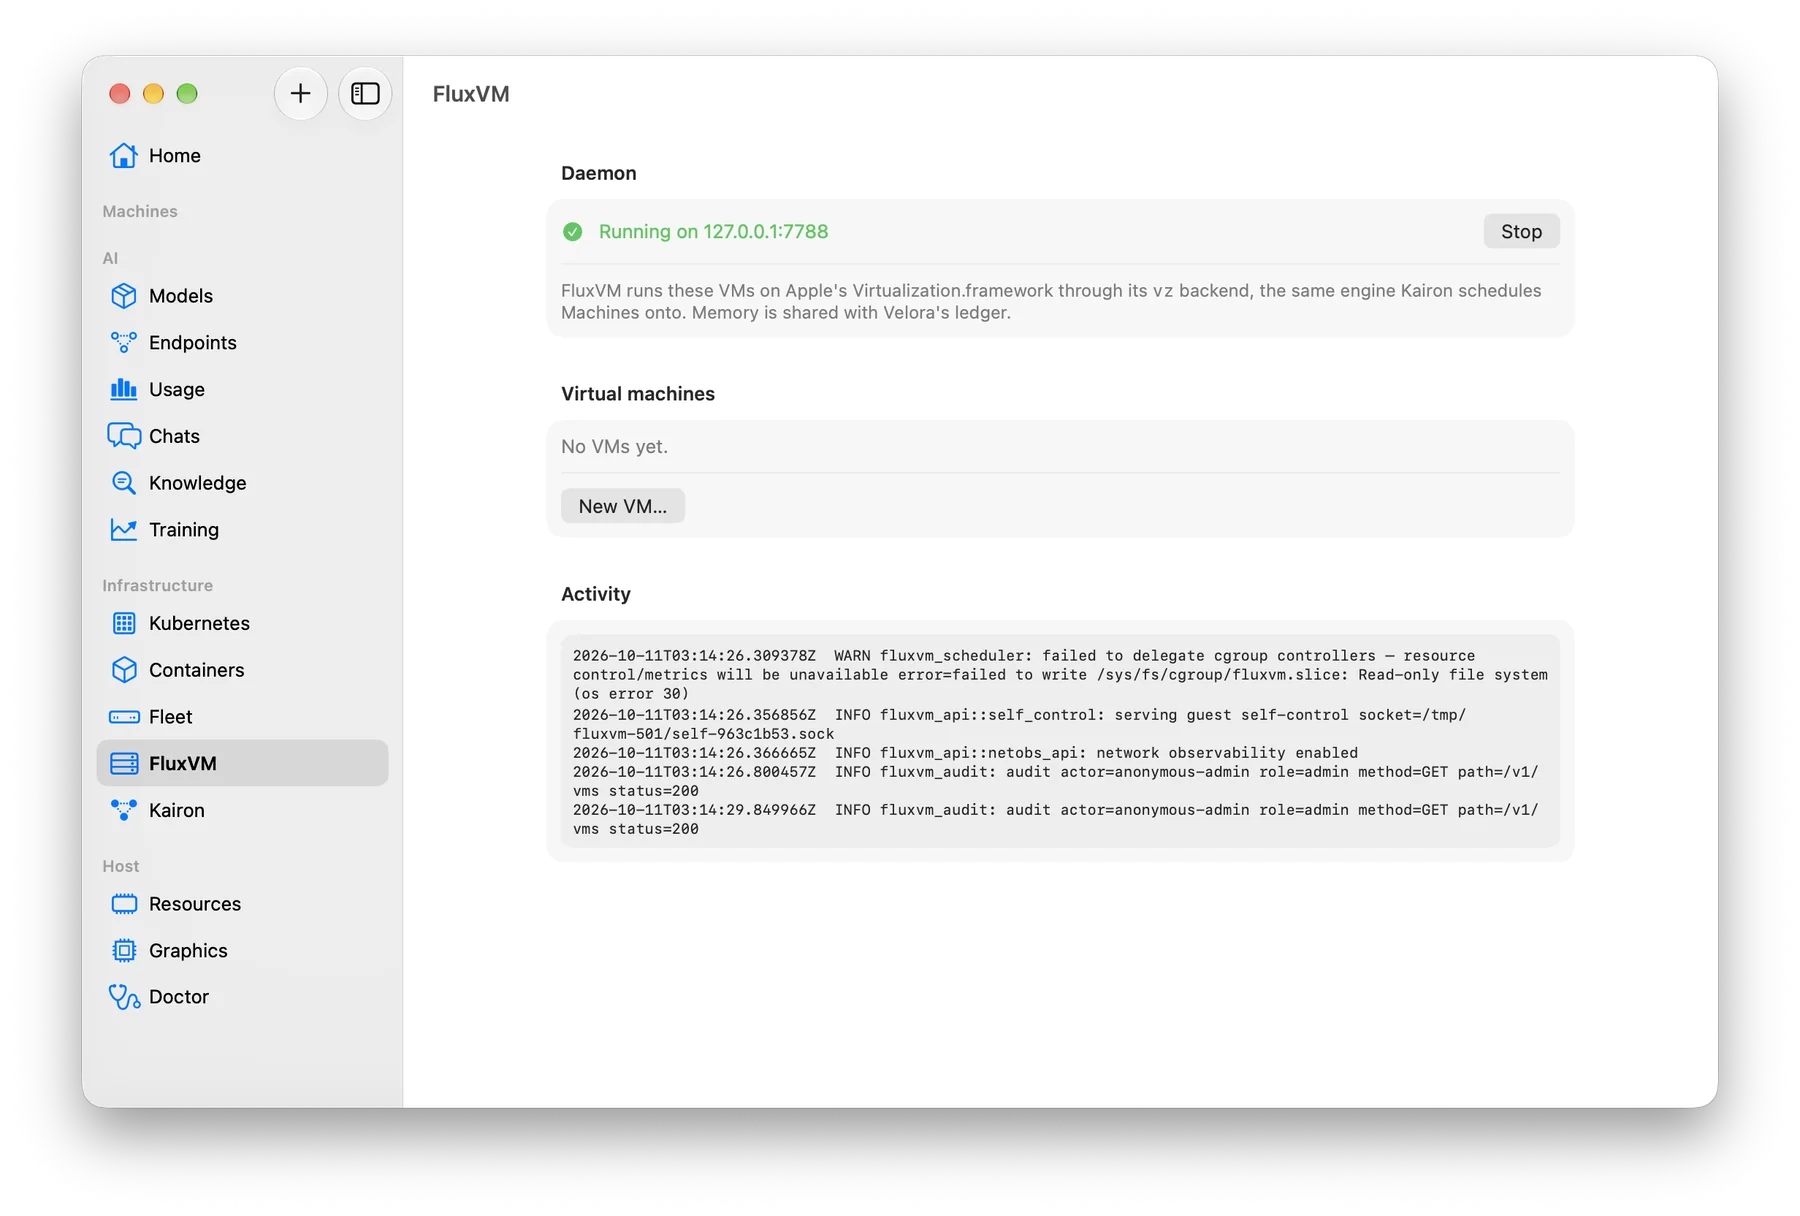 FluxVM
Home
Machines
AI
Models
Endpoints
Usage
Chats
Knowledge
Training
Infrastructure
Kubernetes
Containers
Fleet
FluxVM
Kairon
Host
Resources
Graphics
Doctor
Daemon
Running on 127.0.0.1:7788
Stop
FluxVM runs these VMs on Apple's Virtualization.framework through its vz backend, the same engine Kairon schedules
Machines onto. Memory is shared with Velora's ledger.
Virtual machines
No VMs yet.
New VM...
Activity
2026-10-11T03:14:26.309378Z  WARN fluxvm_scheduler: failed to delegate cgroup controllers — resource
control/metrics will be unavailable error=failed to write /sys/fs/cgroup/fluxvm.slice: Read-only file system
(os error 30)
2026-10-11T03:14:26.356856Z  INFO fluxvm_api::self_control: serving guest self-control socket=/tmp/
fluxvm-501/self-963c1b53.sock
2026-10-11T03:14:26.366665Z  INFO fluxvm_api::netobs_api: network observability enabled
2026-10-11T03:14:26.800457Z  INFO fluxvm_audit: audit actor=anonymous-admin role=admin method=GET path=/v1/
vms status=200
2026-10-11T03:14:29.849966Z  INFO fluxvm_audit: audit actor=anonymous-admin role=admin method=GET path=/v1/
vms status=200